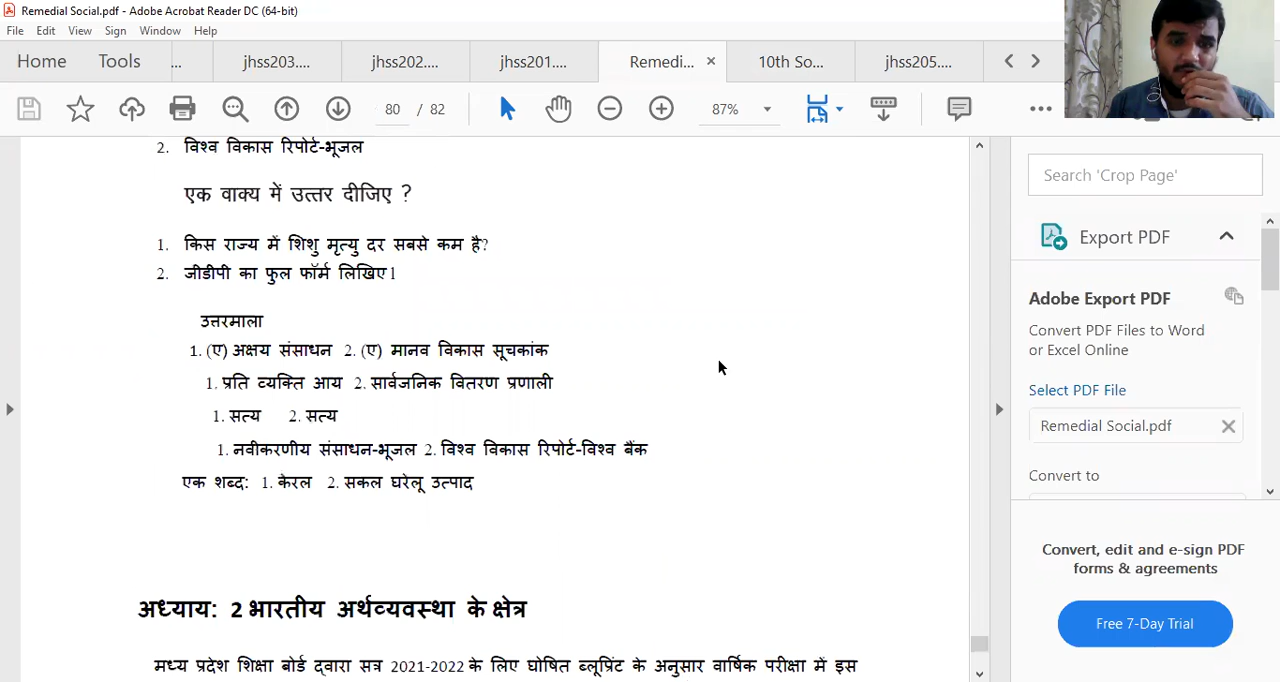 Remedial Social.pdf - Adobe Acrobat Reader DC (64-bit)
File Edit View Sign Window Help
Home Tools ... jhss203.... jhss202.... jhss201.... Remedi... × 10th So... jhss205....
80 / 82 87%
2. विश्व विकास रिपोर्ट-भूजल
एक वाक्य में उत्तर दीजिए ?
1. किस राज्य में शिशु मृत्यु दर सबसे कम है?
2. जीडीपी का फुल फॉर्म लिखिए1
उत्तरमाला
1. (ए) अक्षय संसाधन 2. (ए) मानव विकास सूचकांक
1. प्रति व्यक्ति आय 2. सार्वजनिक वितरण प्रणाली
1. सत्य 2. सत्य
1. नवीकरणीय संसाधन-भूजल 2. विश्व विकास रिपोर्ट-विश्व बैंक
एक शब्द: 1. केरल 2. सकल घरेलू उत्पाद
अध्याय: 2 भारतीय अर्थव्यवस्था के क्षेत्र
मध्य प्रदेश शिक्षा बोर्ड द्वारा सत्र 2021-2022 के लिए घोषित ब्लूप्रिंट के अनुसार वार्षिक परीक्षा में इस
Search 'Crop Page'
Export PDF
Adobe Export PDF
Convert PDF Files to Word
or Excel Online
Select PDF File
Remedial Social.pdf
Convert to
Convert, edit and e-sign PDF
forms & agreements
Free 7-Day Trial